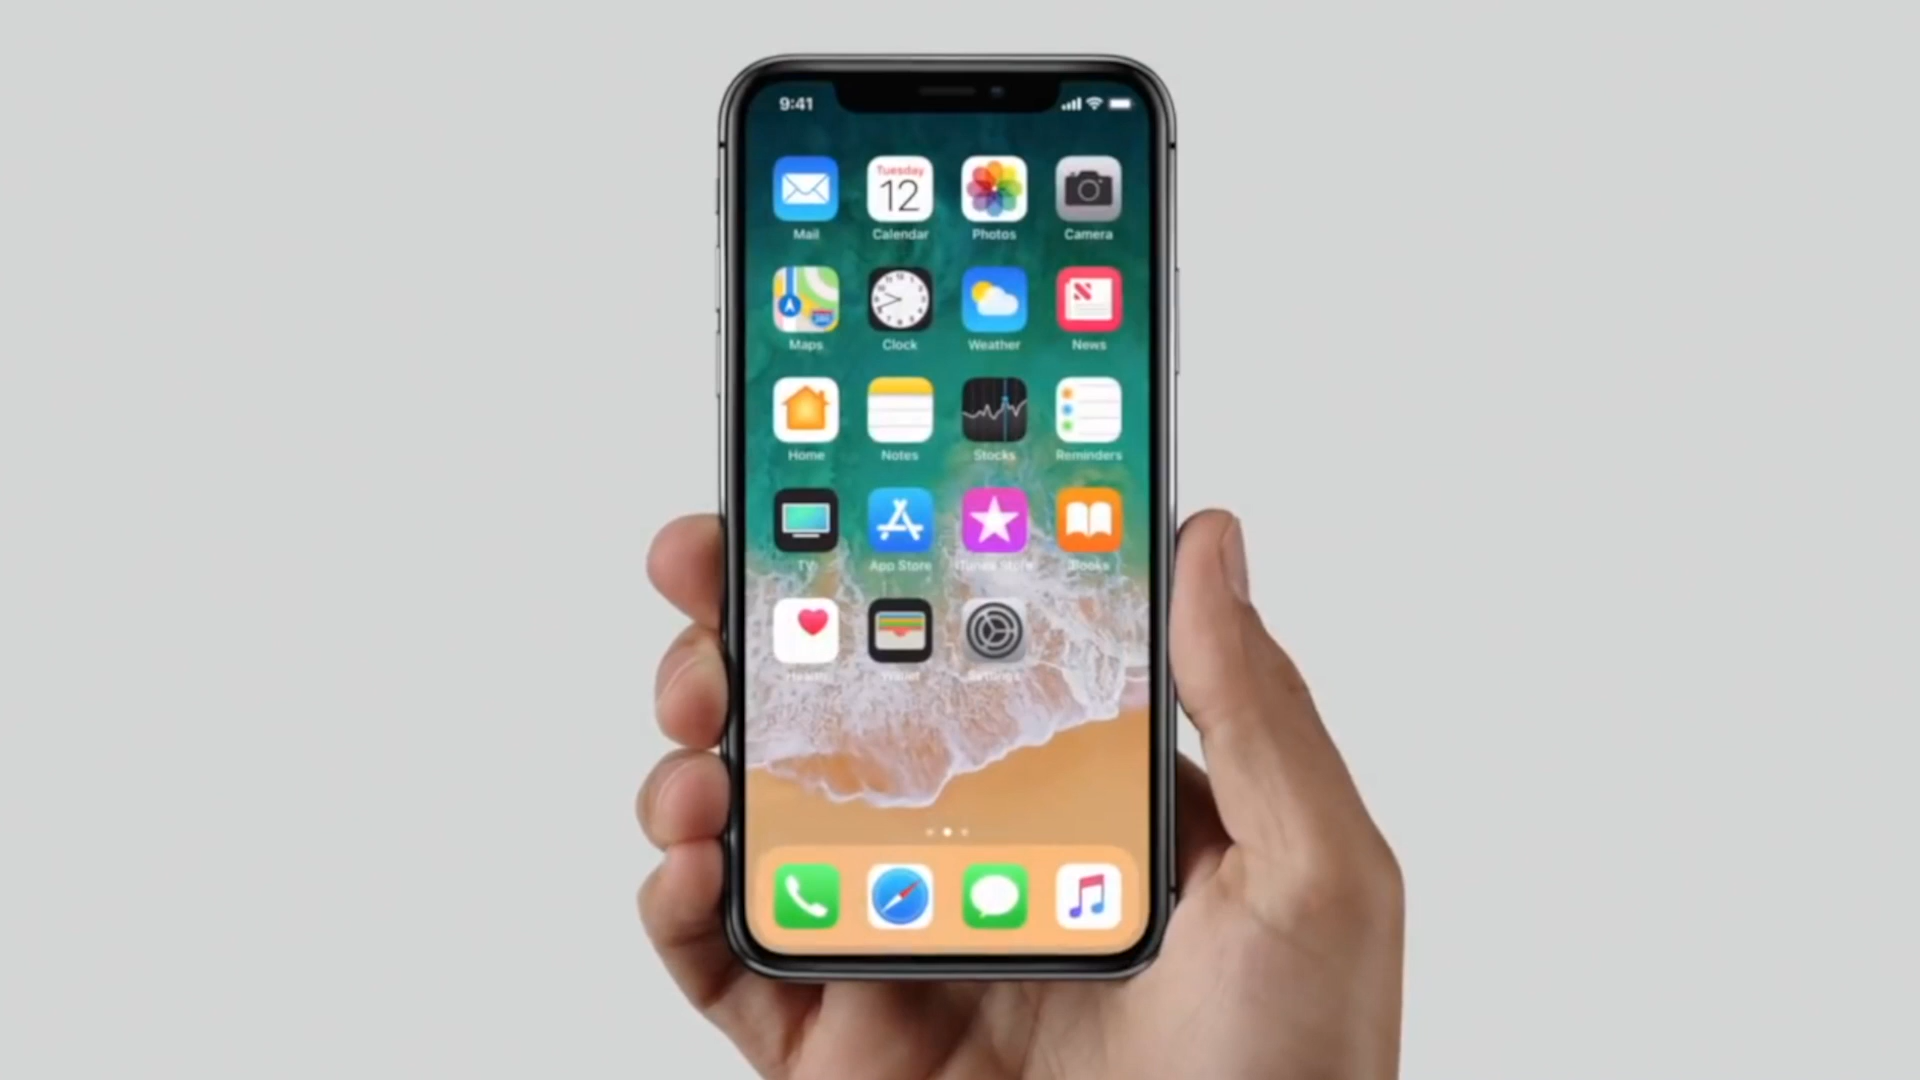 9:41
Tuesday
12
Mail Calendar Photos Camera
Maps Clock Weather News
Home Notes Stocks Reminders
TV App Store iTunes Store iBooks
Health Wallet Settings